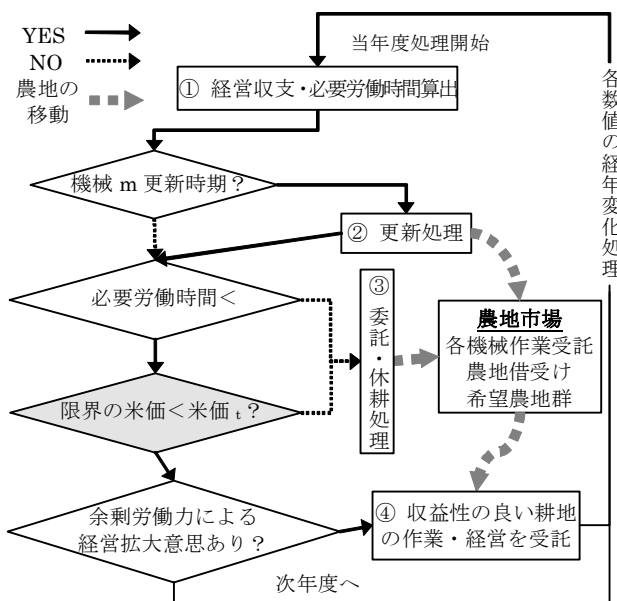 YES
NO
農地の
移動
当年度処理開始
① 経営収支・必要労働時間算出
機械 m 更新時期？
② 更新処理
必要労働時間＜
③ 委託・休耕処理
農地市場
各機械作業受託
農地借受け
希望農地群
限界の米価＜米価 t？
余剰労働力による
経営拡大意思あり？
④ 収益性の良い耕地
の作業・経営を受託
次年度へ
各数値の経年変化処理